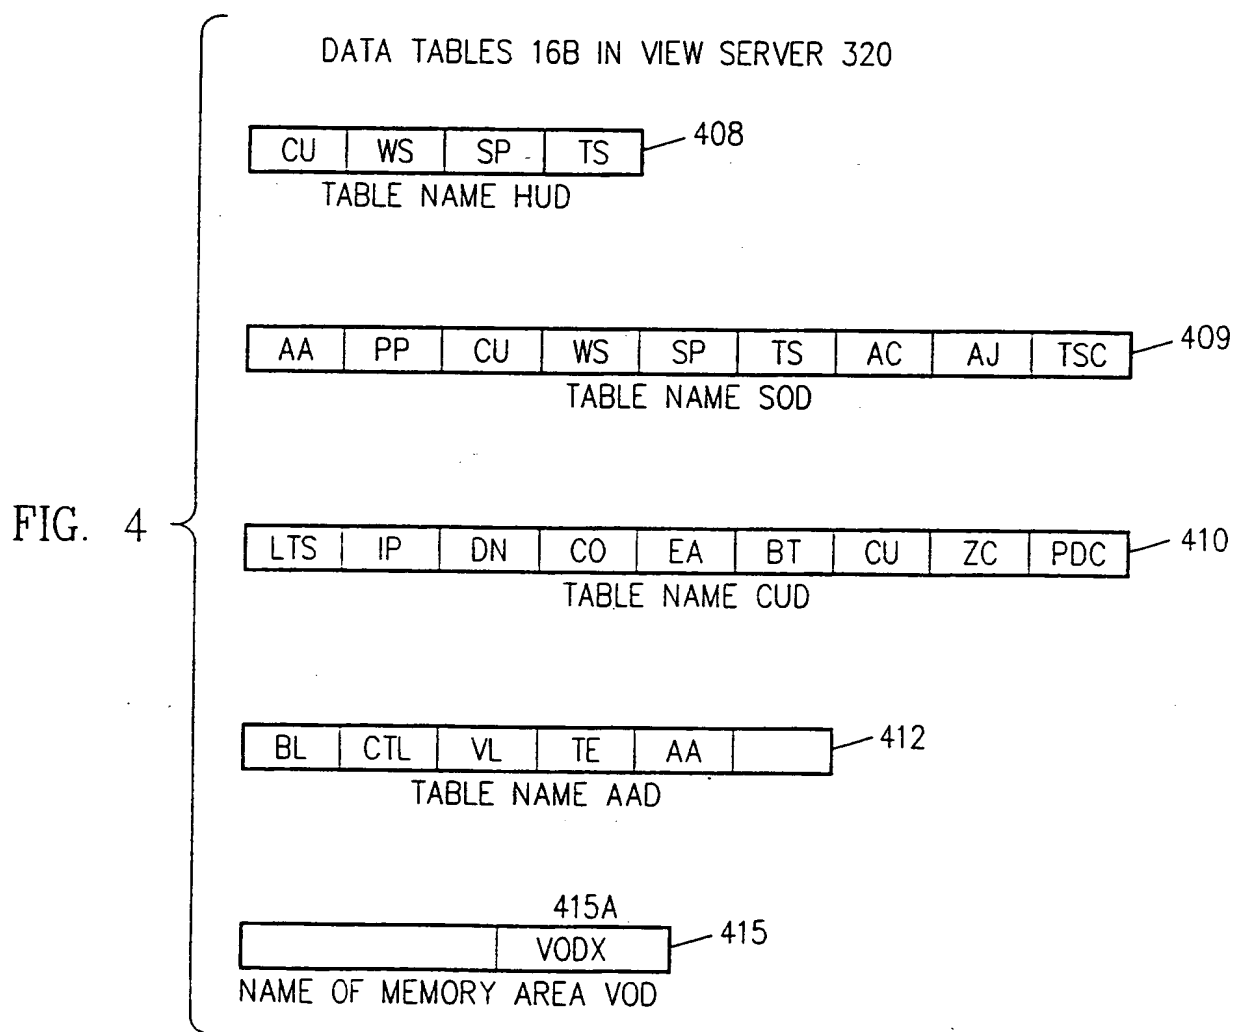 DATA TABLES 16B IN VIEW SERVER 320
CU WS SP TS 408
TABLE NAME HUD
AA PP CU WS SP TS AC AJ TSC 409
TABLE NAME SOD
FIG. 4
LTS IP DN CO EA BT CU ZC PDC 410
TABLE NAME CUD
BL CTL VL TE AA 412
TABLE NAME AAD
415A
VODX 415
NAME OF MEMORY AREA VOD